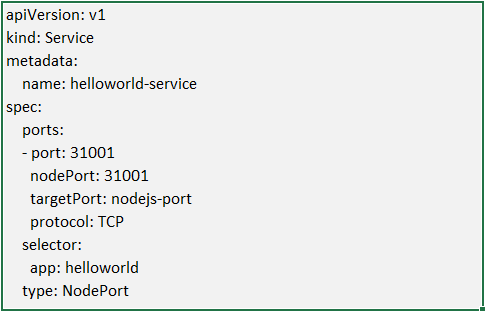 apiVersion: v1
kind: Service
metadata:
  name: helloworld-service
spec:
  ports:
  - port: 31001
    nodePort: 31001
    targetPort: nodejs-port
    protocol: TCP
  selector:
    app: helloworld
  type: NodePort